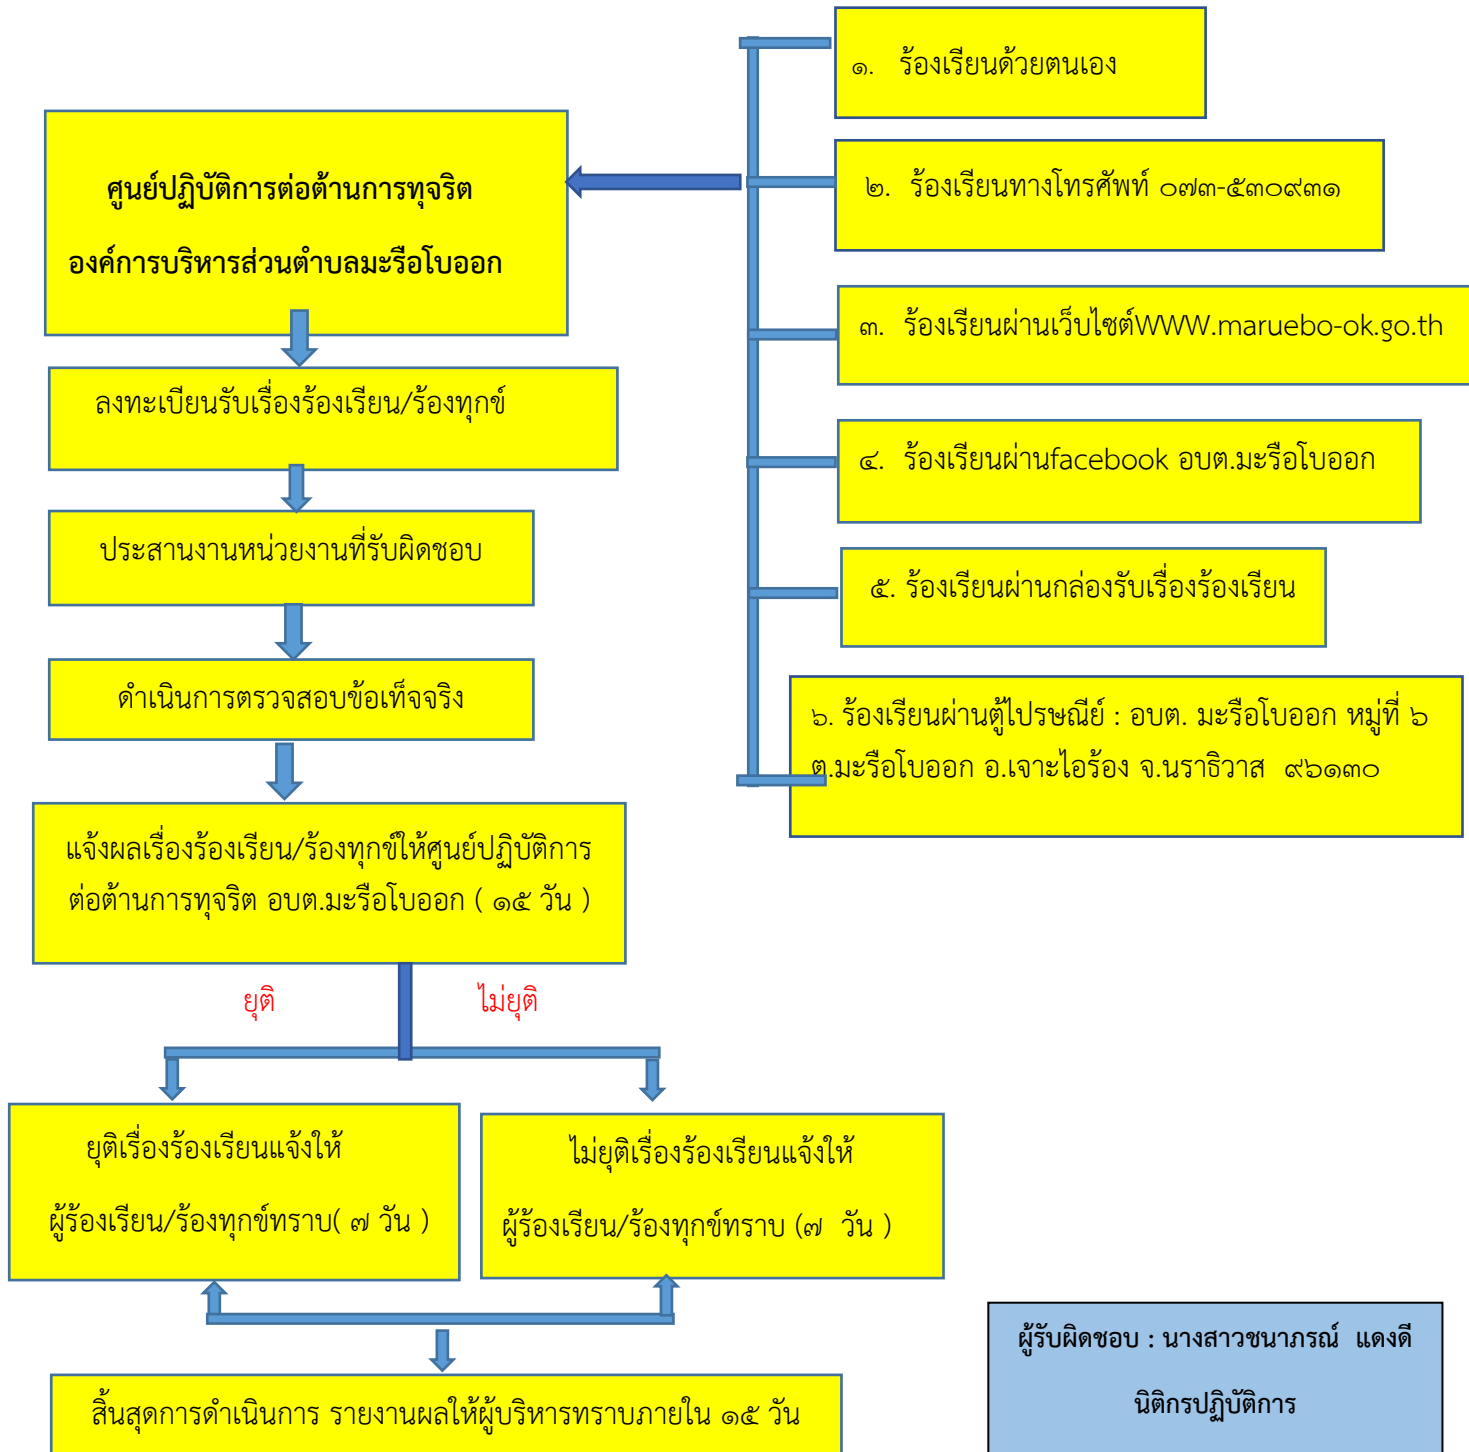 ๑. ร้องเรียนด้วยตนเอง
ศูนย์ปฏิบัติการต่อต้านการทุจริต
องค์การบริหารส่วนตำบลมะรือโบออก
๒. ร้องเรียนทางโทรศัพท์ ๐๗๓-๕๓๐๙๓๑
๓. ร้องเรียนผ่านเว็บไซต์WWW.maruebo-ok.go.th
ลงทะเบียนรับเรื่องร้องเรียน/ร้องทุกข์
๔. ร้องเรียนผ่านfacebook อบต.มะรือโบออก
ประสานงานหน่วยงานที่รับผิดชอบ
๕. ร้องเรียนผ่านกล่องรับเรื่องร้องเรียน
ดำเนินการตรวจสอบข้อเท็จจริง
๖. ร้องเรียนผ่านตู้ไปรษณีย์ : อบต. มะรือโบออก หมู่ที่ ๖
ต.มะรือโบออก อ.เจาะไอร้อง จ.นราธิวาส ๙๖๑๓๐
แจ้งผลเรื่องร้องเรียน/ร้องทุกข์ให้ศูนย์ปฏิบัติการ
ต่อต้านการทุจริต อบต.มะรือโบออก ( ๑๕ วัน )
ยุติ
ไม่ยุติ
ยุติเรื่องร้องเรียนแจ้งให้
ผู้ร้องเรียน/ร้องทุกข์ทราบ( ๗ วัน )
ไม่ยุติเรื่องร้องเรียนแจ้งให้
ผู้ร้องเรียน/ร้องทุกข์ทราบ (๗ วัน )
สิ้นสุดการดำเนินการ รายงานผลให้ผู้บริหารทราบภายใน ๑๕ วัน
ผู้รับผิดชอบ : นางสาวชนาภรณ์ แดงดี
นิติกรปฏิบัติการ